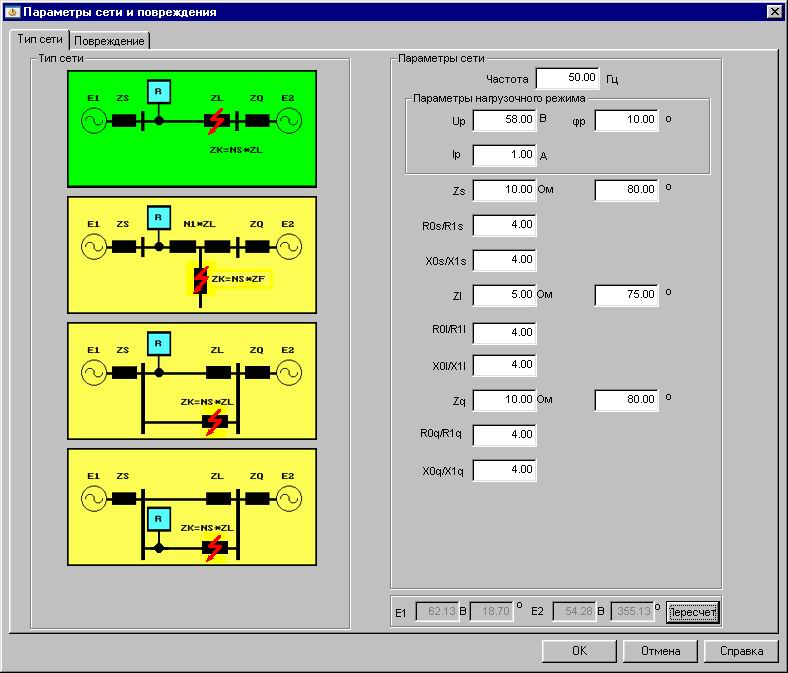 Параметры сети и повреждения
Тип сети Повреждение
Тип сети
E1 ZS R ZL ZQ E2
ZK=NS*ZL
E1 ZS R N1*ZL ZQ E2
ZK=NS*ZF
E1 ZS R ZL ZQ E2
ZK=NS*ZL
E1 ZS ZL ZQ E2
R ZK=NS*ZL
Параметры сети
Частота 50.00 Гц
Параметры нагрузочного режима
Up 58.00 В φp 10.00 °
Ip 1.00 А
Zs 10.00 Ом 80.00 °
R0s/R1s 4.00
X0s/X1s 4.00
Zl 5.00 Ом 75.00 °
R0l/R1l 4.00
X0l/X1l 4.00
Zq 10.00 Ом 80.00 °
R0q/R1q 4.00
X0q/X1q 4.00
E1 62.13 В 18.70 ° E2 54.28 В 355.13 ° Пересчет
OK Отмена Справка